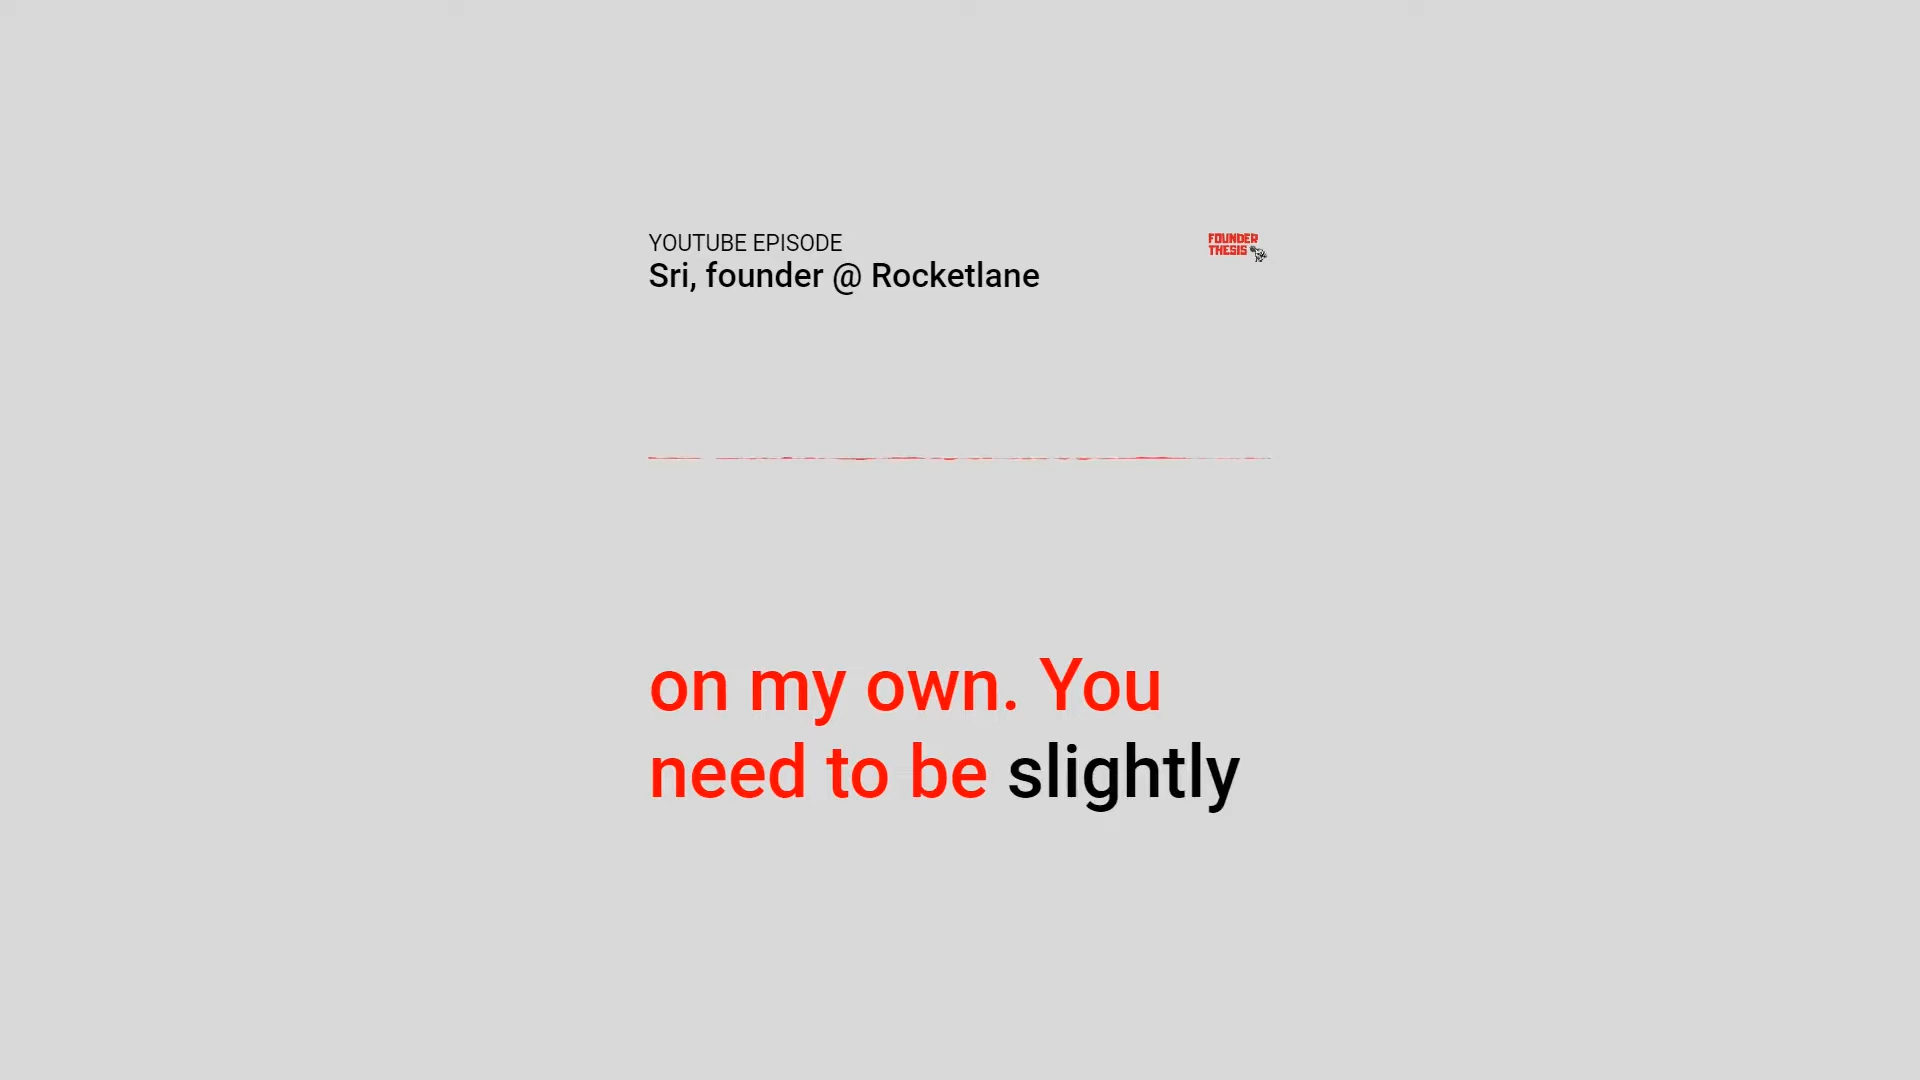 YOUTUBE EPISODE
Sri, founder @ Rocketlane
FOUNDER
THESIS
on my own. You
need to be slightly